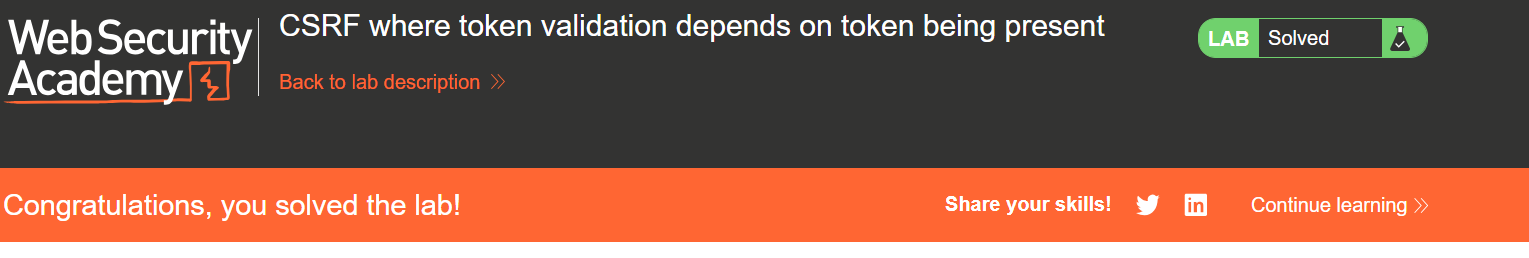 Web Security
Academy
CSRF where token validation depends on token being present
Back to lab description
LAB Solved
Congratulations, you solved the lab!
Share your skills!
Continue learning